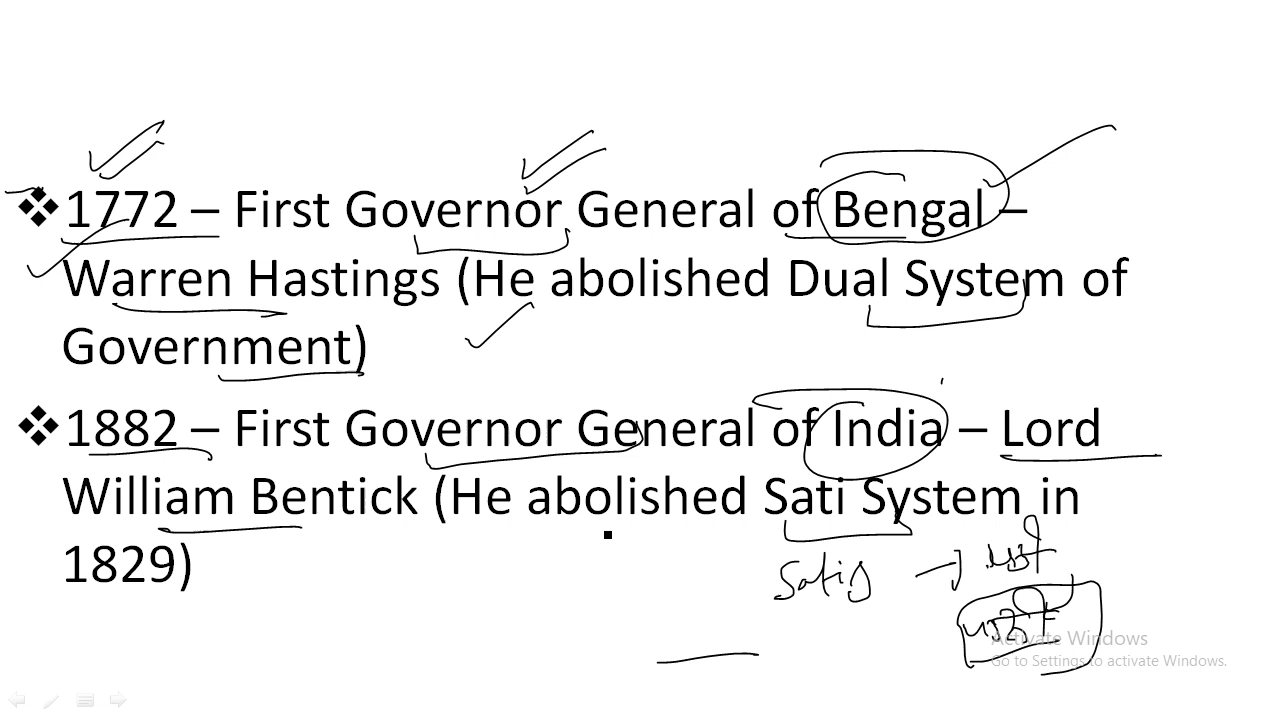 ❖1772 – First Governor General of Bengal –
Warren Hastings (He abolished Dual System of
Government)
❖1882 – First Governor General of India – Lord
William Bentick (He abolished Sati System in
1829)
Activate Windows
Go to Settings to activate Windows.